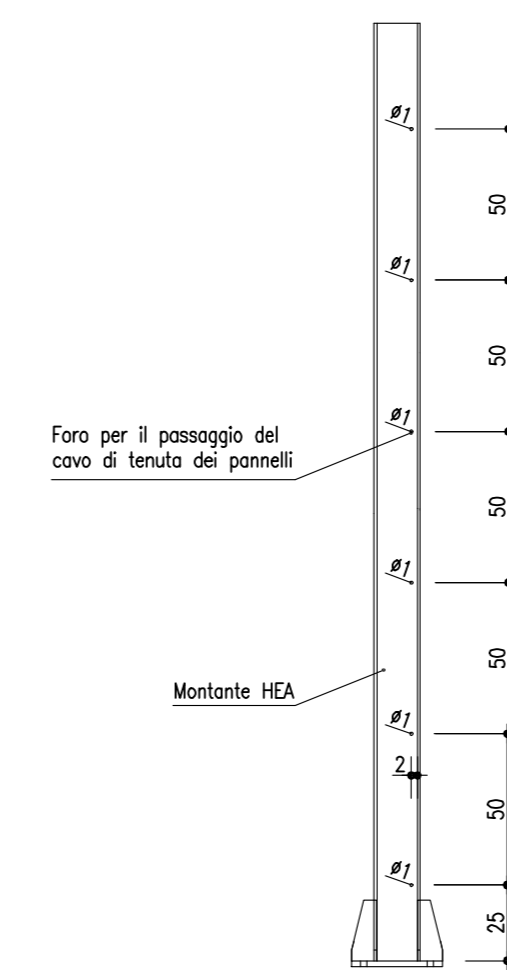 ø1
50
ø1
50
ø1
Foro per il passaggio del
cavo di tenuta dei pannelli
50
ø1
50
Montante HEA
ø1
2
50
ø1
25